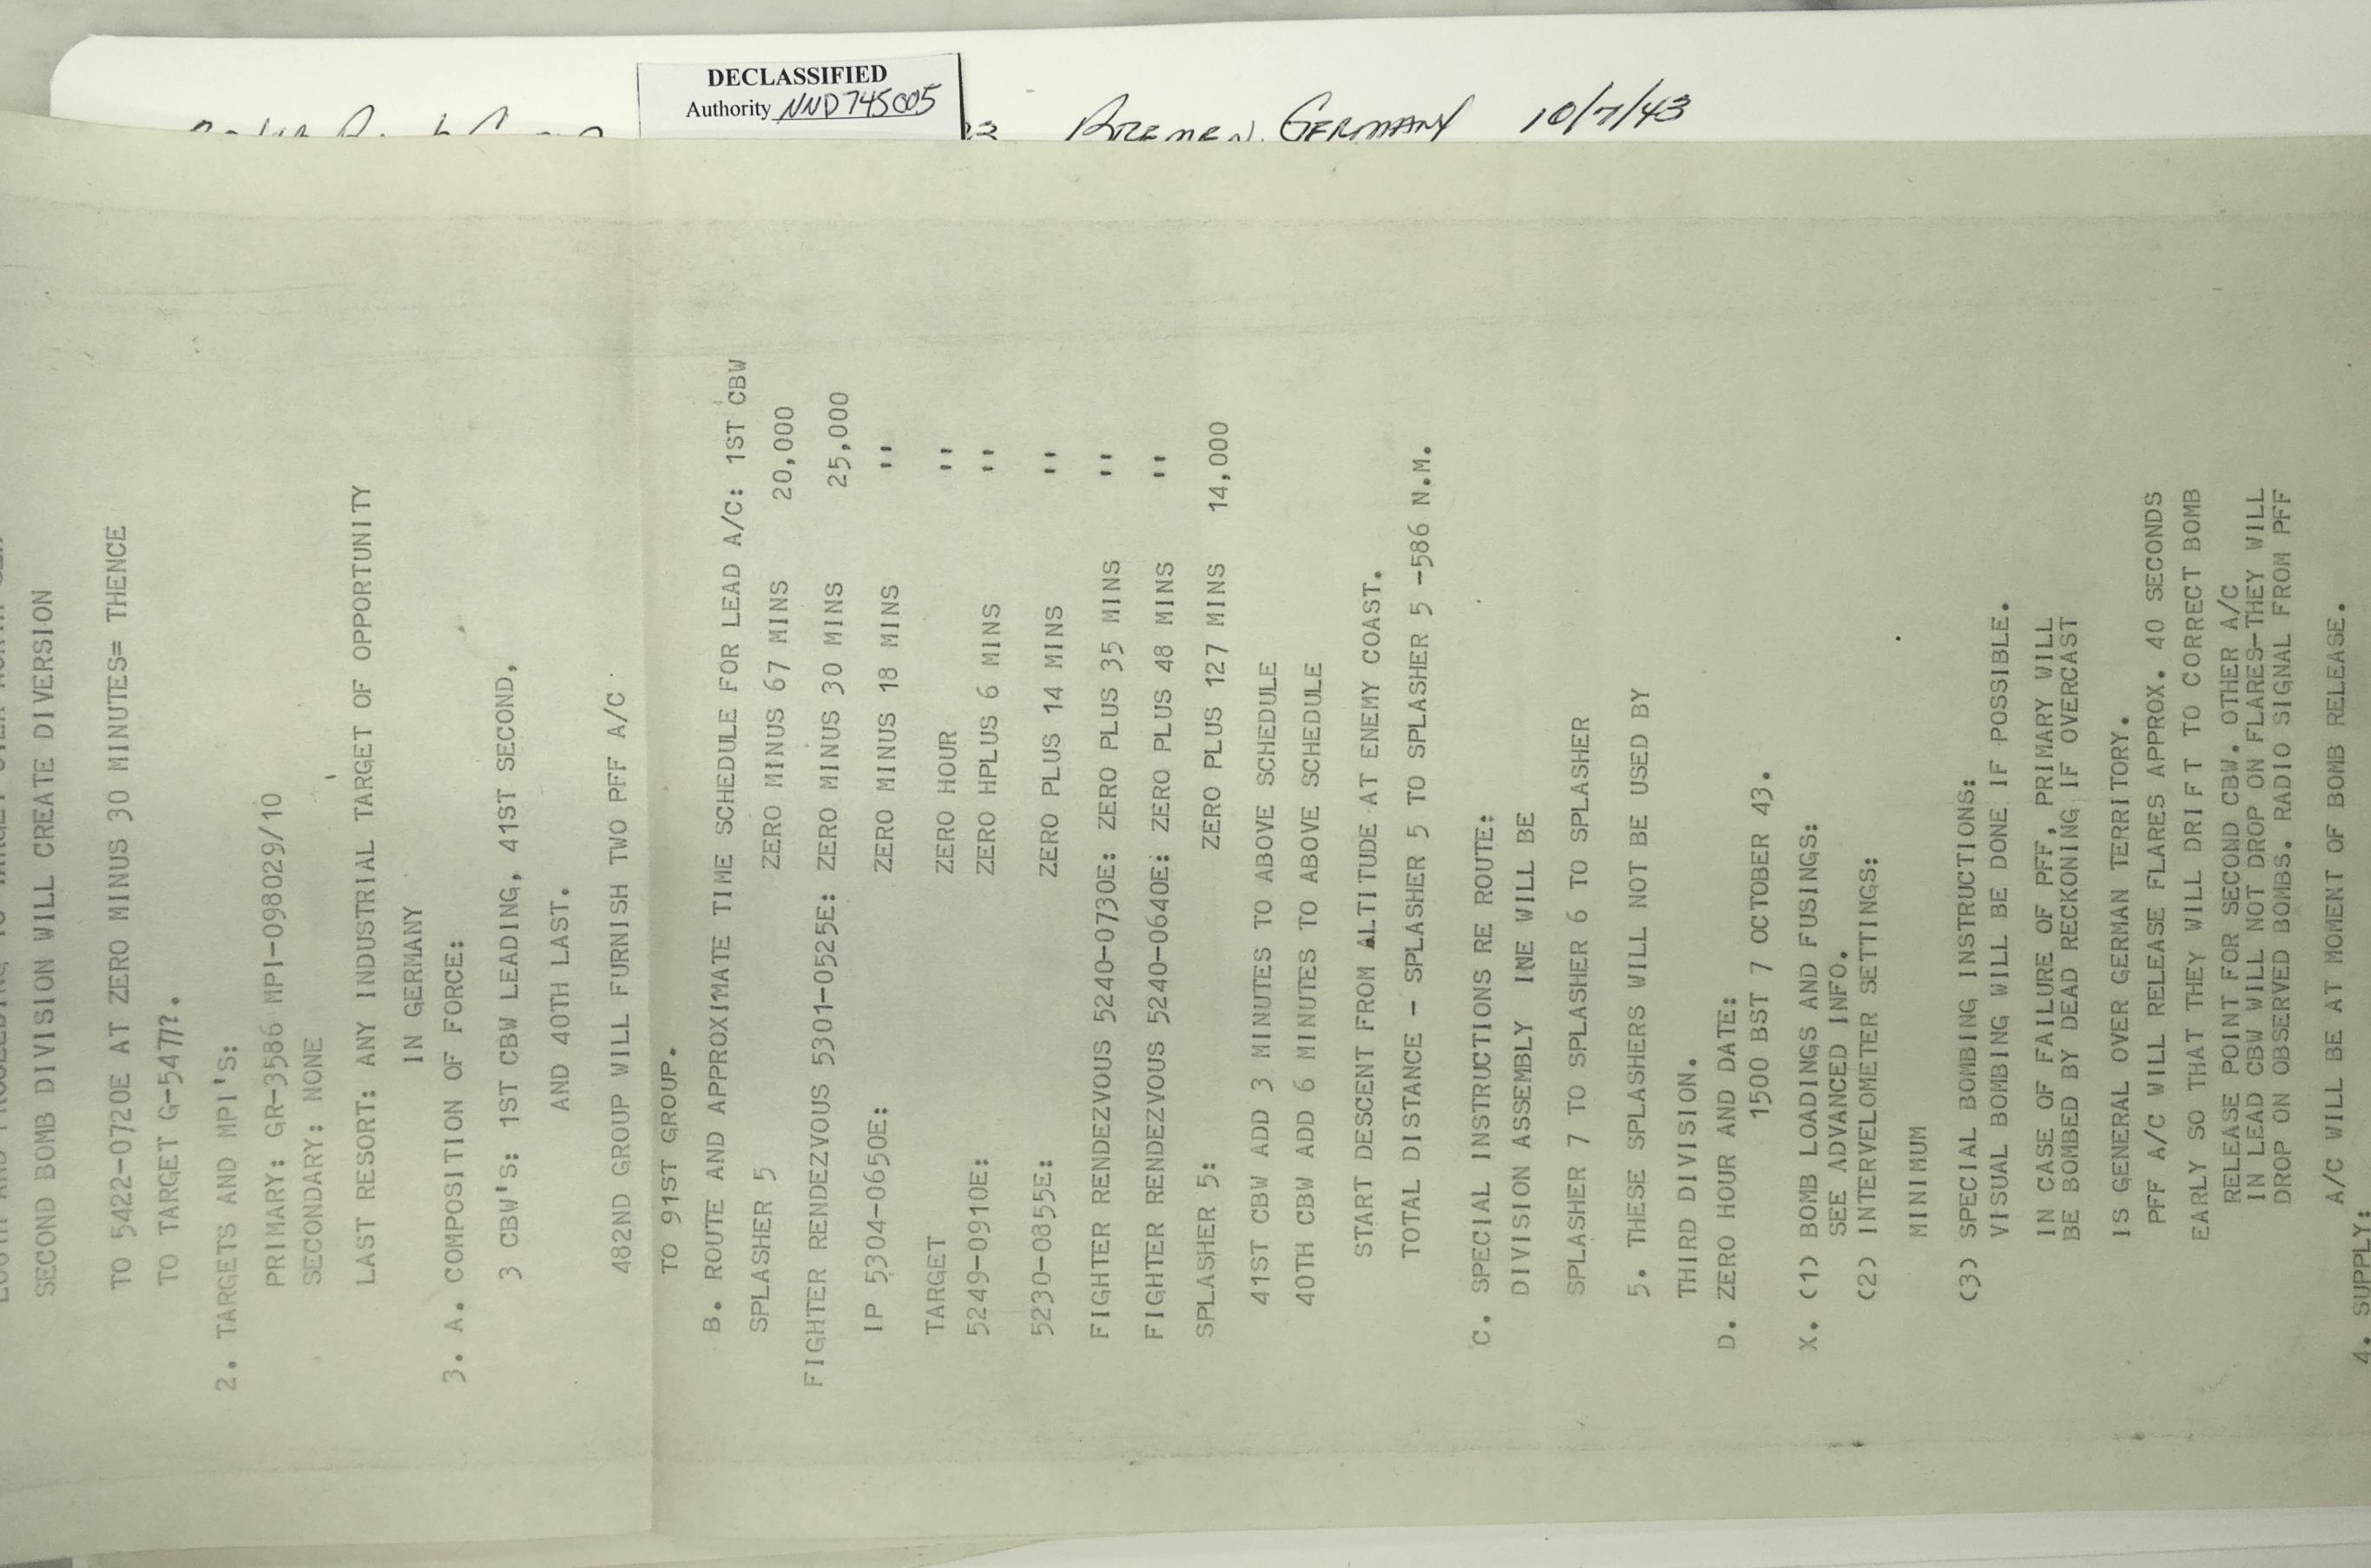 DECLASSIFIED
Authority NND 745005
BREMEN, GERMANY 10/7/43
SECOND BOMB DIVISION WILL CREATE DIVERSION
TO 5422-0720E AT ZERO MINUS 30 MINUTES= THENCE
TO TARGET G-547??.
2. TARGETS AND MPI'S:
PRIMARY: GR-3586 MPI-098029/10
SECONDARY: NONE
LAST RESORT: ANY INDUSTRIAL TARGET OF OPPORTUNITY
IN GERMANY
3. A. COMPOSITION OF FORCE:
3 CBW'S: 1ST CBW LEADING, 41ST SECOND,
AND 40TH LAST.
482ND GROUP WILL FURNISH TWO PFF A/C
TO 91ST GROUP.
B. ROUTE AND APPROXIMATE TIME SCHEDULE FOR LEAD A/C: 1ST CBW
SPLASHER 5 ZERO MINUS 67 MINS 20,000
FIGHTER RENDEZVOUS 5301-0525E: ZERO MINUS 30 MINS 25,000
IP 5304-0650E: ZERO MINUS 18 MINS ''
TARGET ZERO HOUR ''
5249-0910E: ZERO HPLUS 6 MINS ''
5230-0855E: ZERO PLUS 14 MINS ''
FIGHTER RENDEZVOUS 5240-0730E: ZERO PLUS 35 MINS ''
FIGHTER RENDEZVOUS 5240-0640E: ZERO PLUS 48 MINS ''
SPLASHER 5: ZERO PLUS 127 MINS 14,000
41ST CBW ADD 3 MINUTES TO ABOVE SCHEDULE
40TH CBW ADD 6 MINUTES TO ABOVE SCHEDULE
START DESCENT FROM ALTITUDE AT ENEMY COAST.
TOTAL DISTANCE - SPLASHER 5 TO SPLASHER 5 -586 N.M.
C. SPECIAL INSTRUCTIONS RE ROUTE:
DIVISION ASSEMBLY INE WILL BE
SPLASHER 7 TO SPLASHER 6 TO SPLASHER
5. THESE SPLASHERS WILL NOT BE USED BY
THIRD DIVISION.
D. ZERO HOUR AND DATE:
1500 BST 7 OCTOBER 43.
X. (1) BOMB LOADINGS AND FUSINGS:
SEE ADVANCED INFO.
(2) INTERVELOMETER SETTINGS:
MINIMUM
(3) SPECIAL BOMBING INSTRUCTIONS:
VISUAL BOMBING WILL BE DONE IF POSSIBLE.
IN CASE OF FAILURE OF PFF, PRIMARY WILL
BE BOMBED BY DEAD RECKONING IF OVERCAST
IS GENERAL OVER GERMAN TERRITORY.
PFF A/C WILL RELEASE FLARES APPROX. 40 SECONDS
EARLY SO THAT THEY WILL DRIFT TO CORRECT BOMB
RELEASE POINT FOR SECOND CBW. OTHER A/C
IN LEAD CBW WILL NOT DROP ON FLARES-THEY WILL
DROP ON OBSERVED BOMBS. RADIO SIGNAL FROM PFF
A/C WILL BE AT MOMENT OF BOMB RELEASE.
4. SUPPLY: